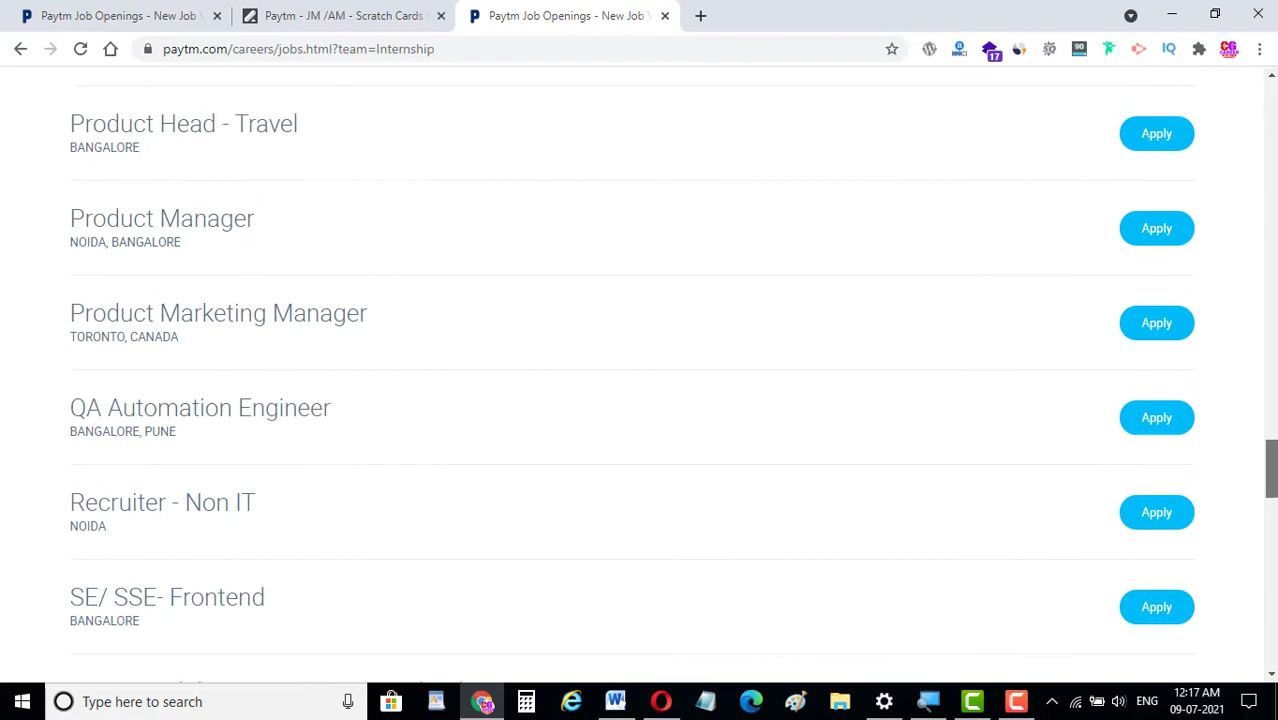 Paytm Job Openings - New Job V
Paytm - JM /AM - Scratch Cards
Paytm Job Openings - New Job V
paytm.com/careers/jobs.html?team=Internship
90
17
IQ
Product Head - Travel
BANGALORE
Apply
Product Manager
NOIDA, BANGALORE
Apply
Product Marketing Manager
TORONTO, CANADA
Apply
QA Automation Engineer
BANGALORE, PUNE
Apply
Recruiter - Non IT
NOIDA
Apply
SE/ SSE- Frontend
BANGALORE
Apply
Type here to search
ENG
12:17 AM
09-07-2021